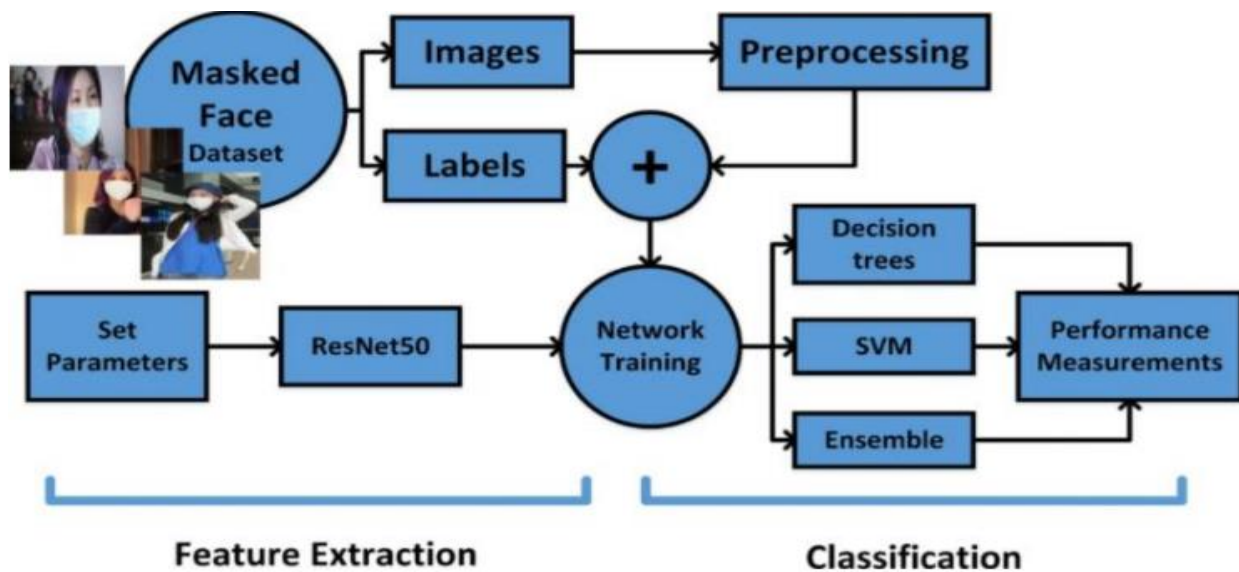 Masked
Face
Dataset
Images
Preprocessing
Labels
+
Set
Parameters
ResNet50
Network
Training
Decision
trees
SVM
Ensemble
Performance
Measurements
Feature Extraction
Classification